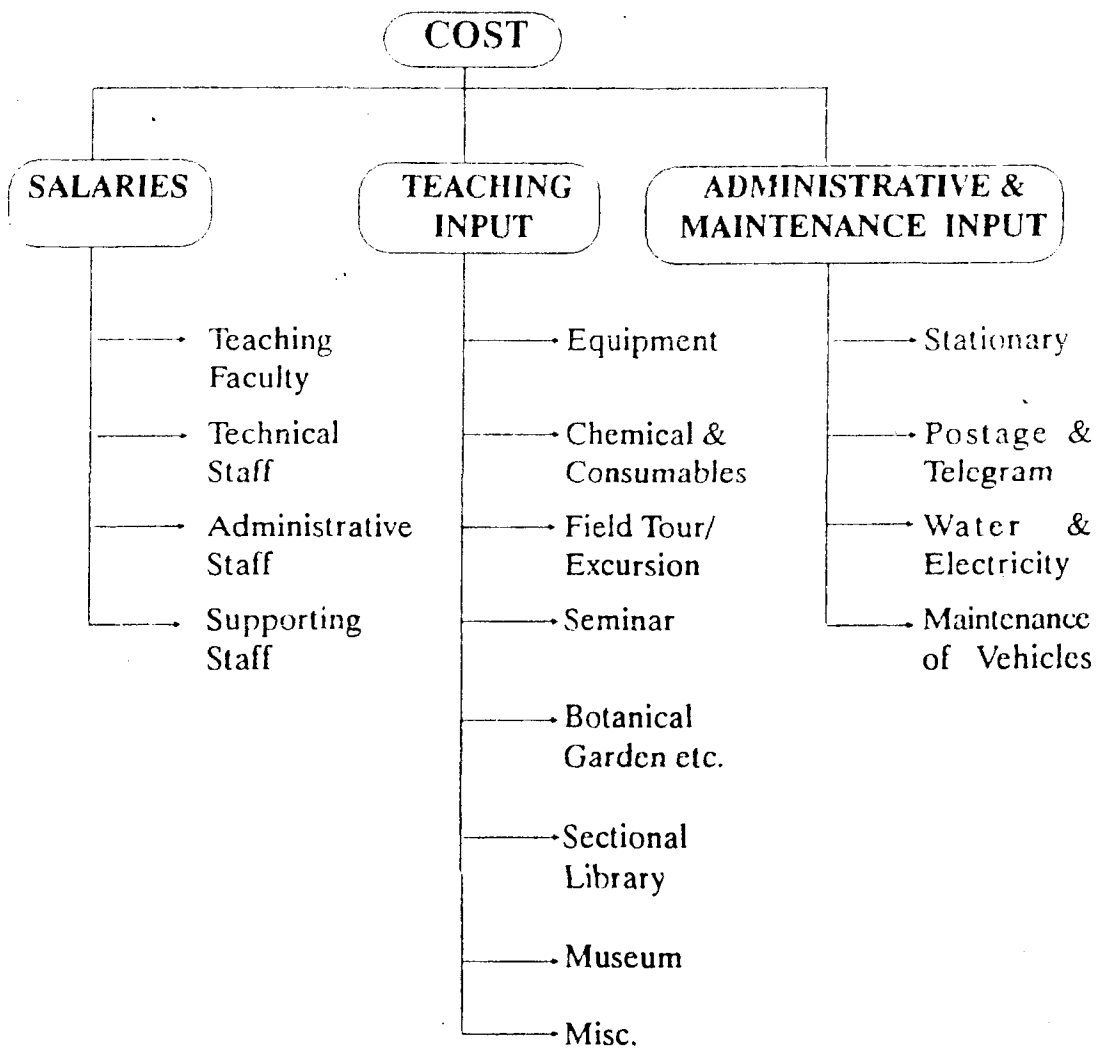 COST
SALARIES
TEACHING
INPUT
ADMINISTRATIVE &
MAINTENANCE INPUT
Teaching
Faculty
Technical
Staff
Administrative
Staff
Supporting
Staff
Equipment
Chemical &
Consumables
Field Tour/
Excursion
Seminar
Botanical
Garden etc.
Sectional
Library
Museum
Misc.
Stationary
Postage &
Telegram
Water &
Electricity
Maintenance
of Vehicles